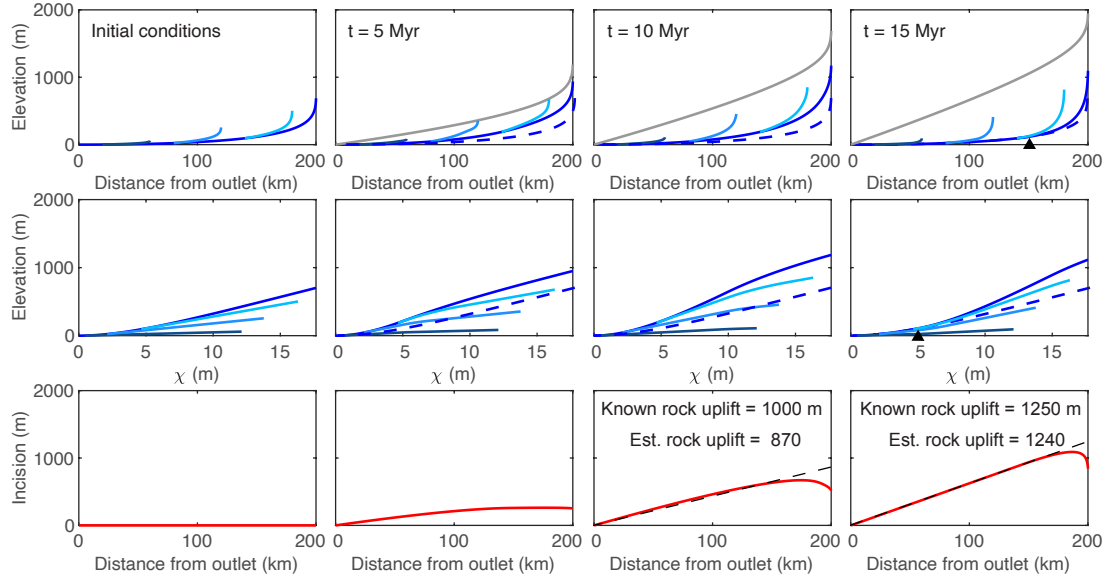 Elevation (m)
2000
1000
0
Initial conditions
0
100
200
Distance from outlet (km)
t = 5 Myr
0
100
200
Distance from outlet (km)
t = 10 Myr
0
100
200
Distance from outlet (km)
t = 15 Myr
0
100
200
Distance from outlet (km)
Elevation (m)
2000
1000
0
0
5
10
15
χ (m)
0
5
10
15
χ (m)
0
5
10
15
χ (m)
0
5
10
15
χ (m)
Incision (m)
2000
1000
0
0
100
200
Distance from outlet (km)
0
100
200
Distance from outlet (km)
Known rock uplift = 1000 m
Est. rock uplift = 870
0
100
200
Distance from outlet (km)
Known rock uplift = 1250 m
Est. rock uplift = 1240
0
100
200
Distance from outlet (km)